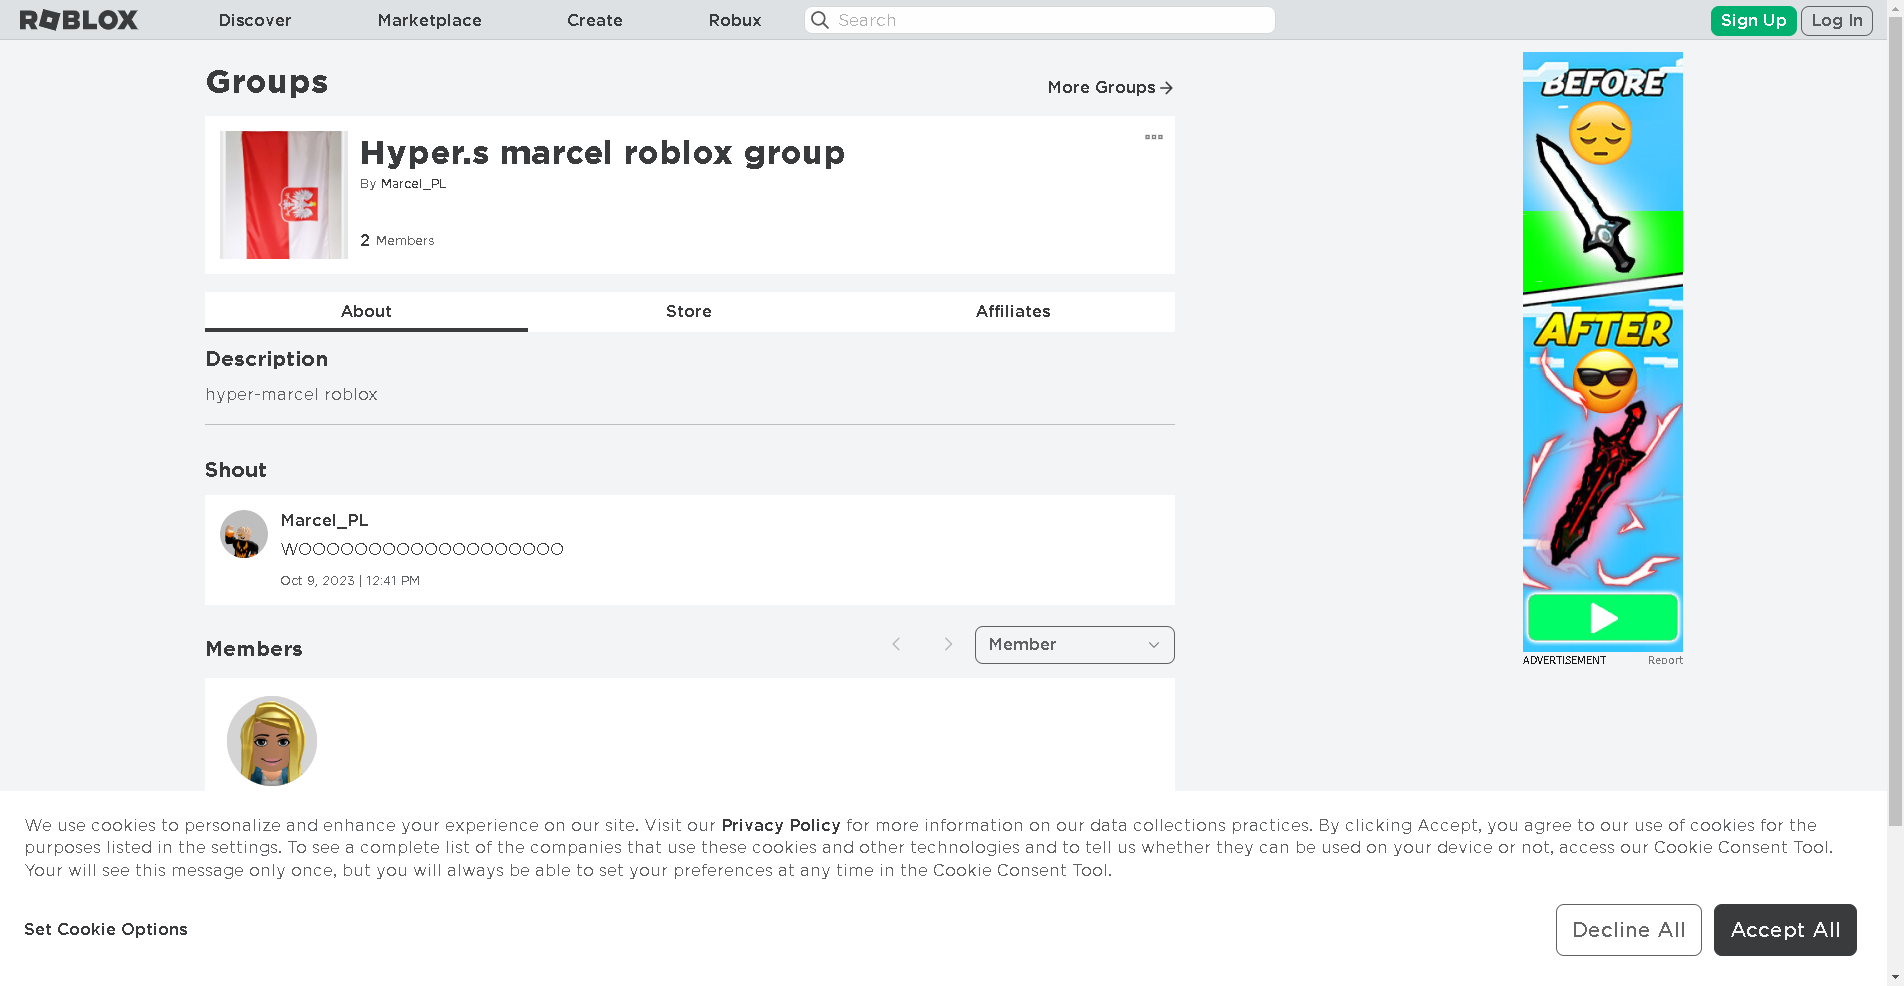 ROBLOX
Discover
Marketplace
Create
Robux
Search
Sign Up
Log In
Groups
More Groups
Hyper.s marcel roblox group
By Marcel_PL
2 Members
About
Store
Affiliates
Description
hyper-marcel roblox
Shout
Marcel_PL
WOOOOOOOOOOOOOOOOOOO
Oct 9, 2023 | 12:41 PM
Members
Member
BEFORE
AFTER
ADVERTISEMENT
Report
We use cookies to personalize and enhance your experience on our site. Visit our Privacy Policy for more information on our data collections practices. By clicking Accept, you agree to our use of cookies for the
purposes listed in the settings. To see a complete list of the companies that use these cookies and other technologies and to tell us whether they can be used on your device or not, access our Cookie Consent Tool.
Your will see this message only once, but you will always be able to set your preferences at any time in the Cookie Consent Tool.
Set Cookie Options
Decline All
Accept All